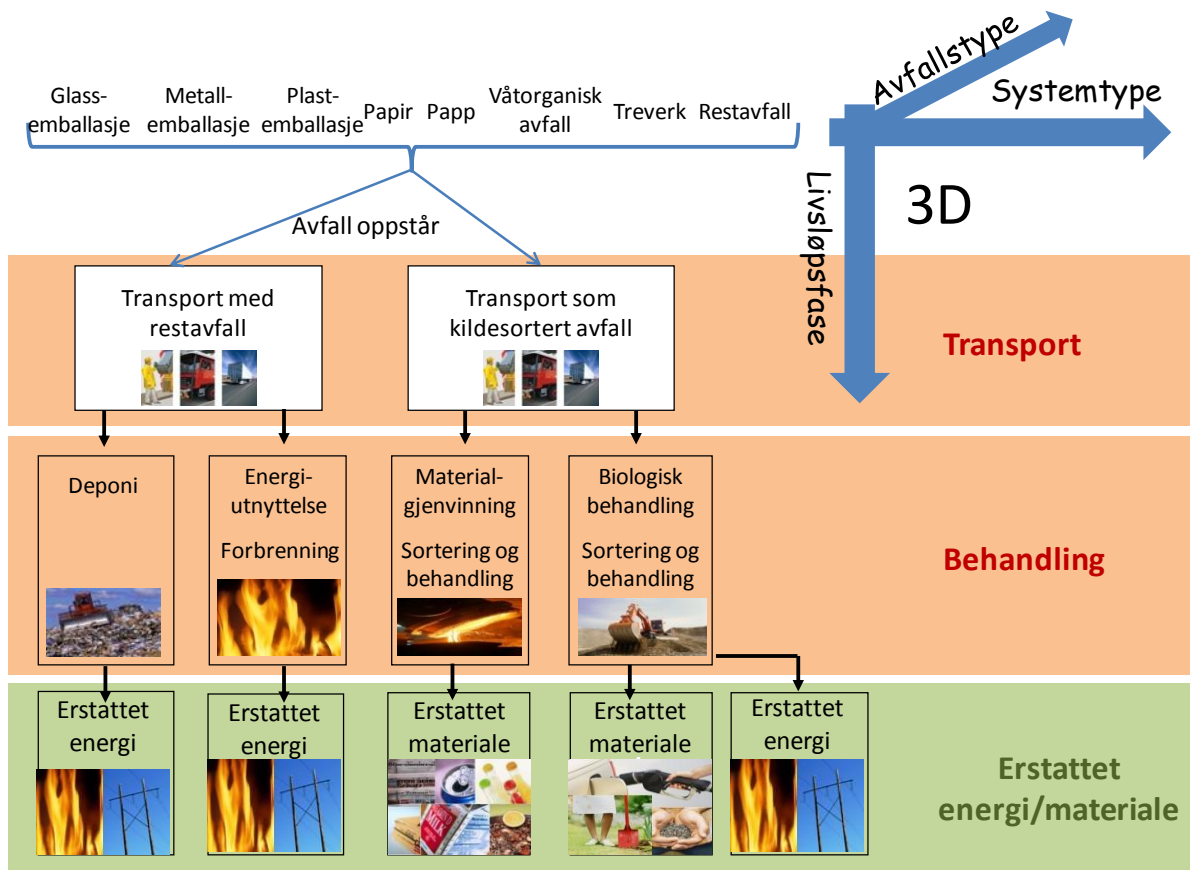 Glass-
emballasje
Metall-
emballasje
Plast-
emballasje
Papir
Papp
Våtorganisk
avfall
Treverk
Restavfall
Avfallstype
Systemtype
Livsløpsfase
3D
Avfall oppstår
Transport med
restavfall
Transport som
kildesortert avfall
Transport
Deponi
Energi-
utnyttelse
Forbrenning
Material-
gjenvinning
Sortering og
behandling
Biologisk
behandling
Sortering og
behandling
Behandling
Erstattet
energi
Erstattet
energi
Erstattet
materiale
MILK
Erstattet
materiale
Erstattet
energi
Erstattet
energi/materiale